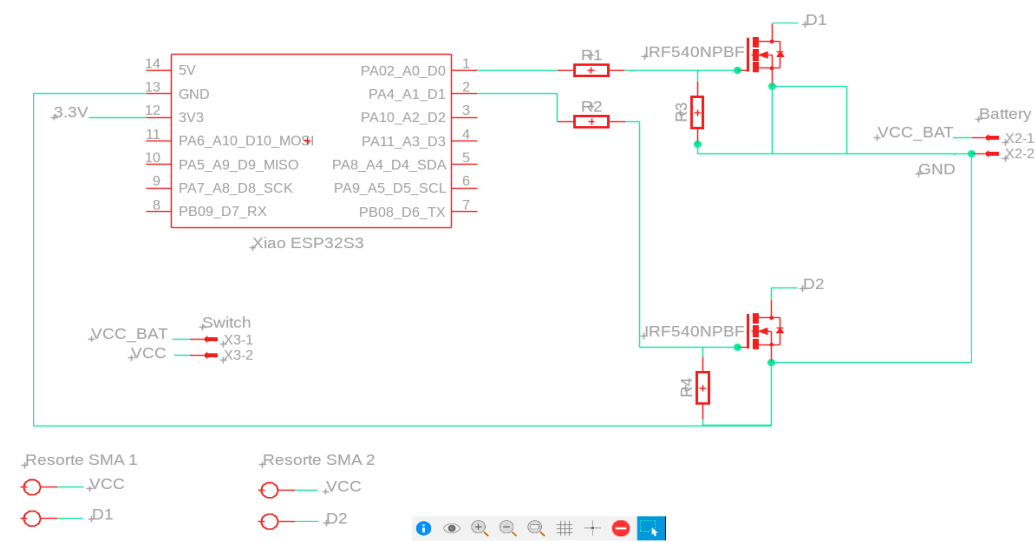 D1
R1
IRF540NPBF
14 5V PA02_A0_D0 1
13 GND PA4_A1_D1 2
3.3V 12 3V3 PA10_A2_D2 3
R2
R3
Battery
11 PA6_A10_D10_MOSI PA11_A3_D3 4
VCC_BAT X2-1
X2-2
10 PA5_A9_D9_MISO PA8_A4_D4_SDA 5
GND
9 PA7_A8_D8_SCK PA9_A5_D5_SCL 6
8 PB09_D7_RX PB08_D6_TX 7
Xiao ESP32S3
D2
Switch
IRF540NPBF
VCC_BAT X3-1
VCC X3-2
R4
Resorte SMA 1
VCC
D1
Resorte SMA 2
VCC
D2